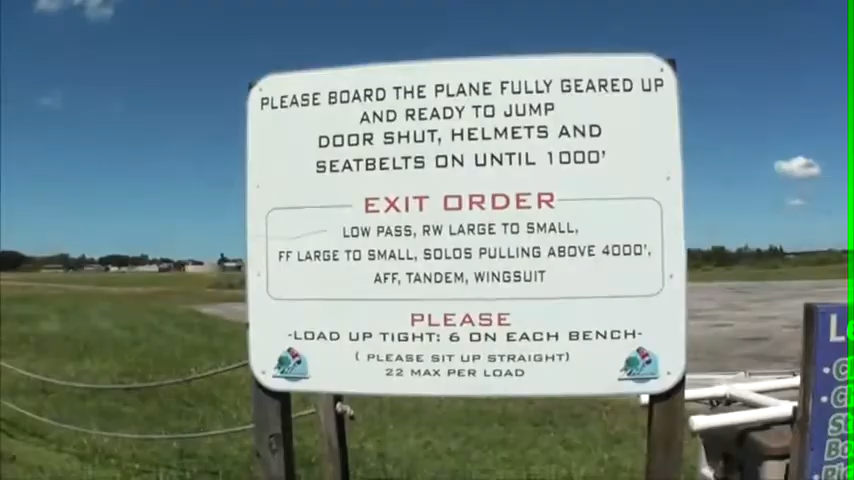 PLEASE BOARD THE PLANE FULLY GEARED UP
AND READY TO JUMP
DOOR SHUT, HELMETS AND
SEATBELTS ON UNTIL 1000'
EXIT ORDER
LOW PASS, RW LARGE TO SMALL,
FF LARGE TO SMALL, SOLOS PULLING ABOVE 4000',
AFF, TANDEM, WINGSUIT
PLEASE
-LOAD UP TIGHT: 6 ON EACH BENCH-
( PLEASE SIT UP STRAIGHT)
22 MAX PER LOAD